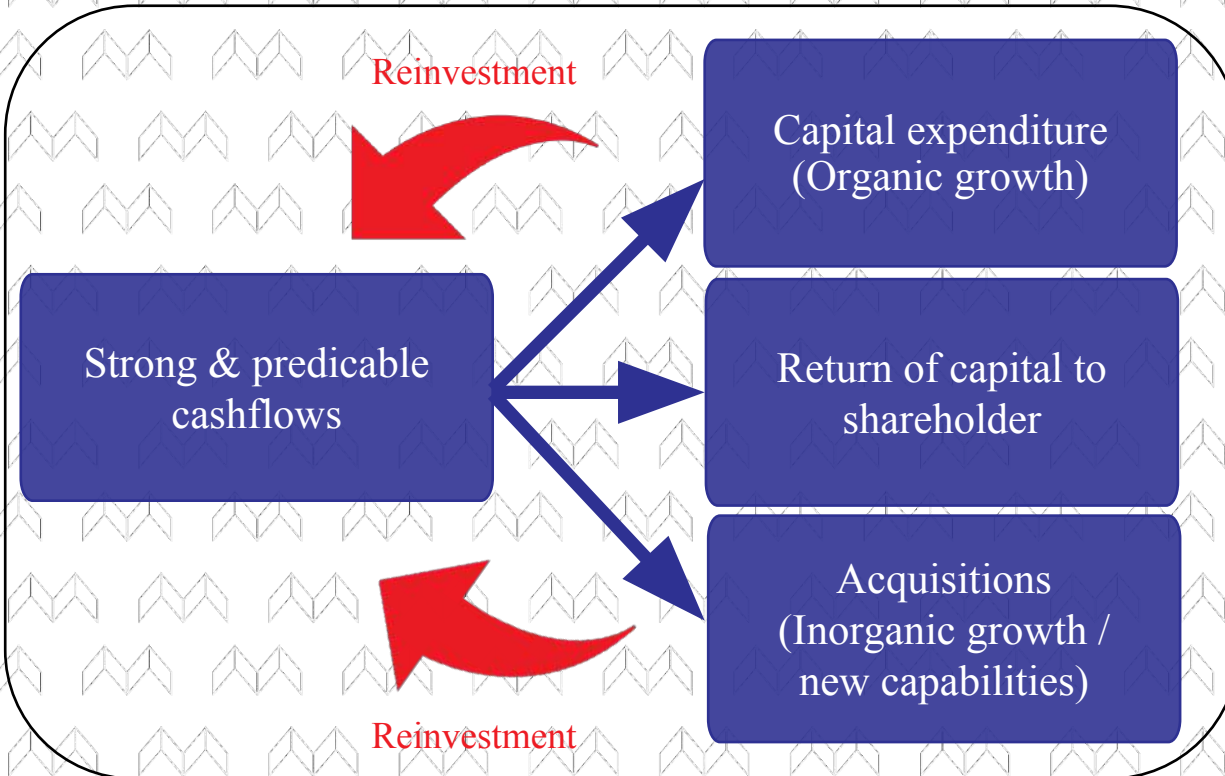 Reinvestment
Capital expenditure
(Organic growth)
Strong & predicable
cashflows
Return of capital to
shareholder
Acquisitions
(Inorganic growth /
new capabilities)
Reinvestment